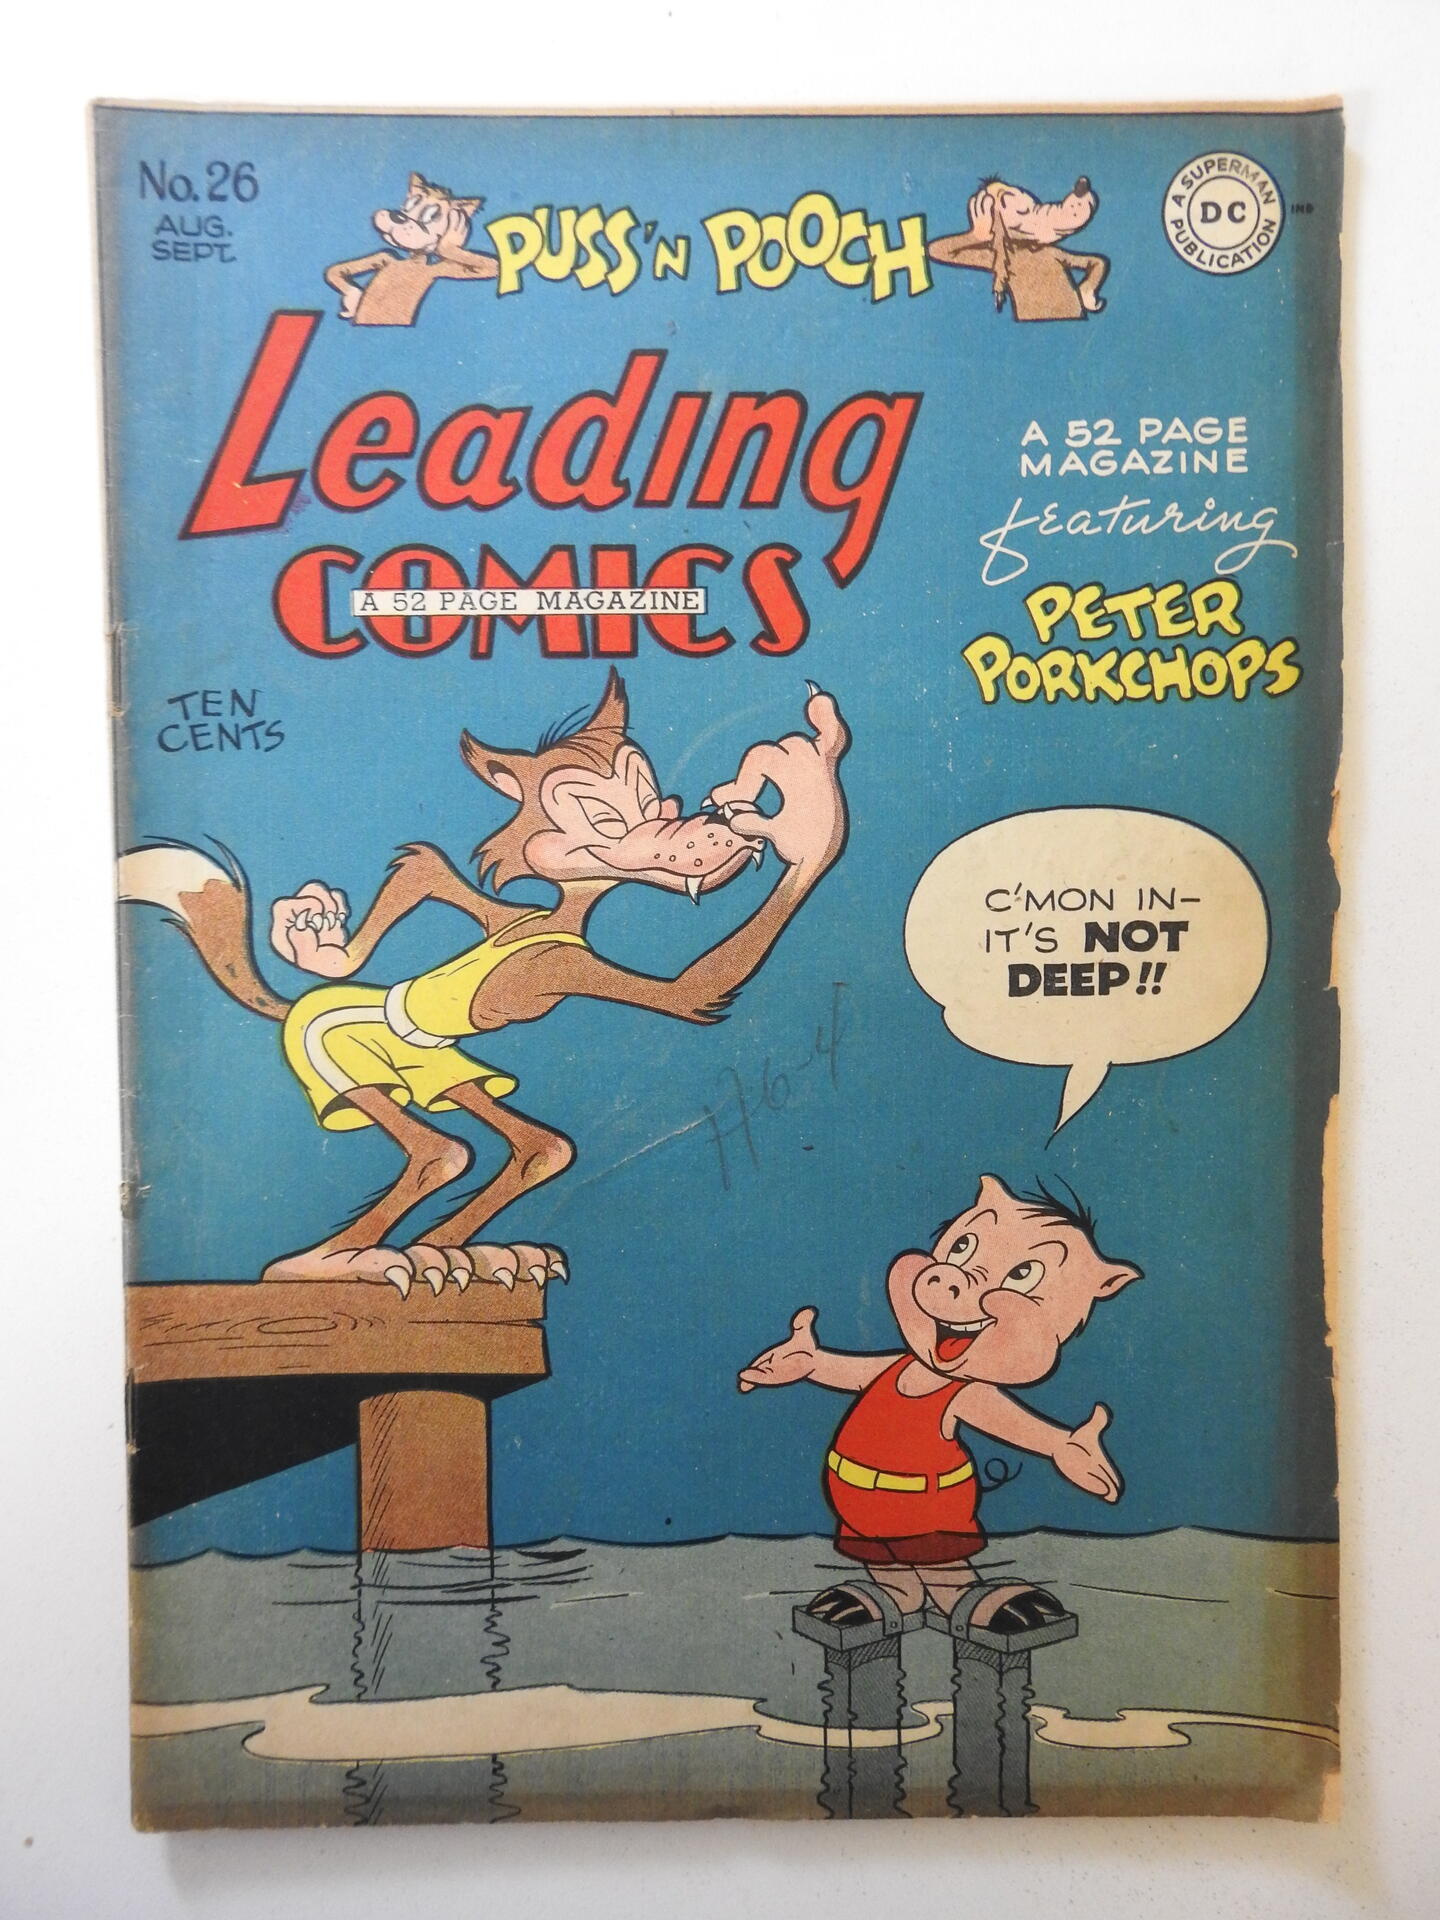 No. 26
AUG.
SEPT.
PUSS 'N POOCH
A SUPERMAN
DC
PUBLICATION
IND
Leading
COMICS
A 52 PAGE MAGAZINE
A 52 PAGE
MAGAZINE
featuring
PETER
PORKCHOPS
TEN
CENTS
C'MON IN-
IT'S NOT
DEEP!!